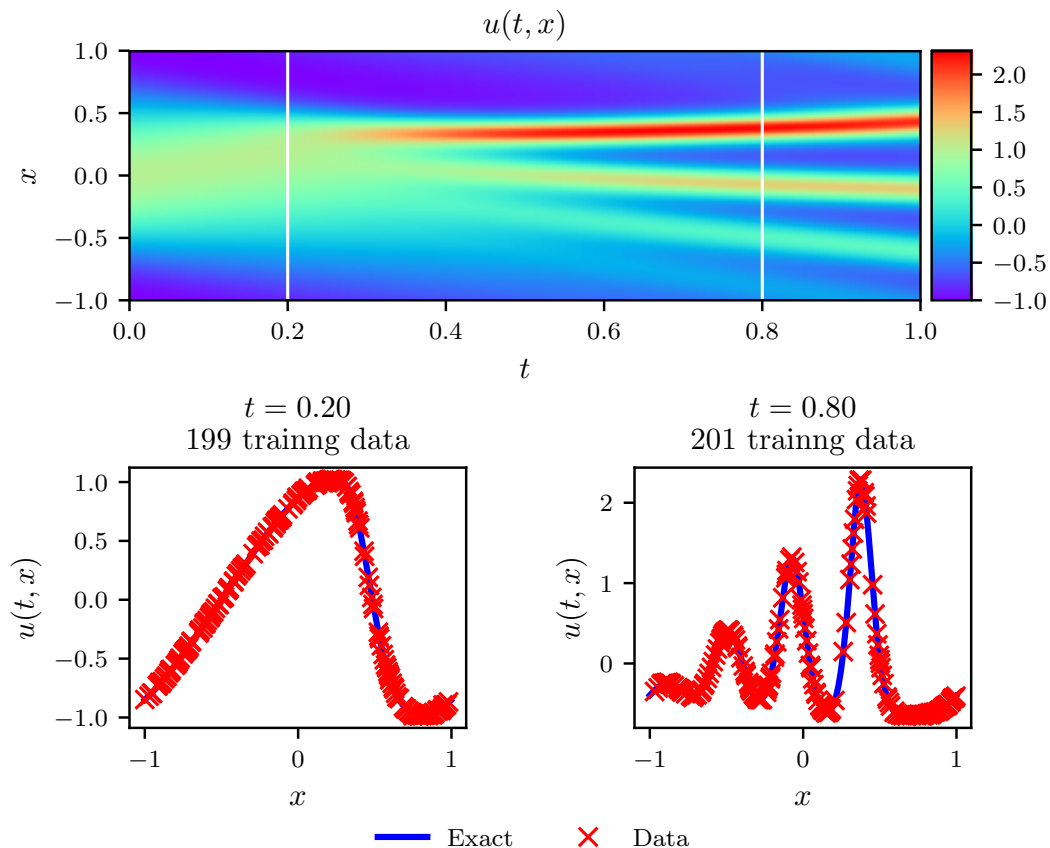 u(t, x)
1.0
0.5
0.0
−0.5
−1.0
x
0.0
0.2
0.4
0.6
0.8
1.0
t
2.0
1.5
1.0
0.5
0.0
−0.5
−1.0
t = 0.20
199 trainng data
1.0
0.5
0.0
−0.5
−1.0
u(t, x)
−1
0
1
x
t = 0.80
201 trainng data
2
1
0
u(t, x)
−1
0
1
x
Exact
Data